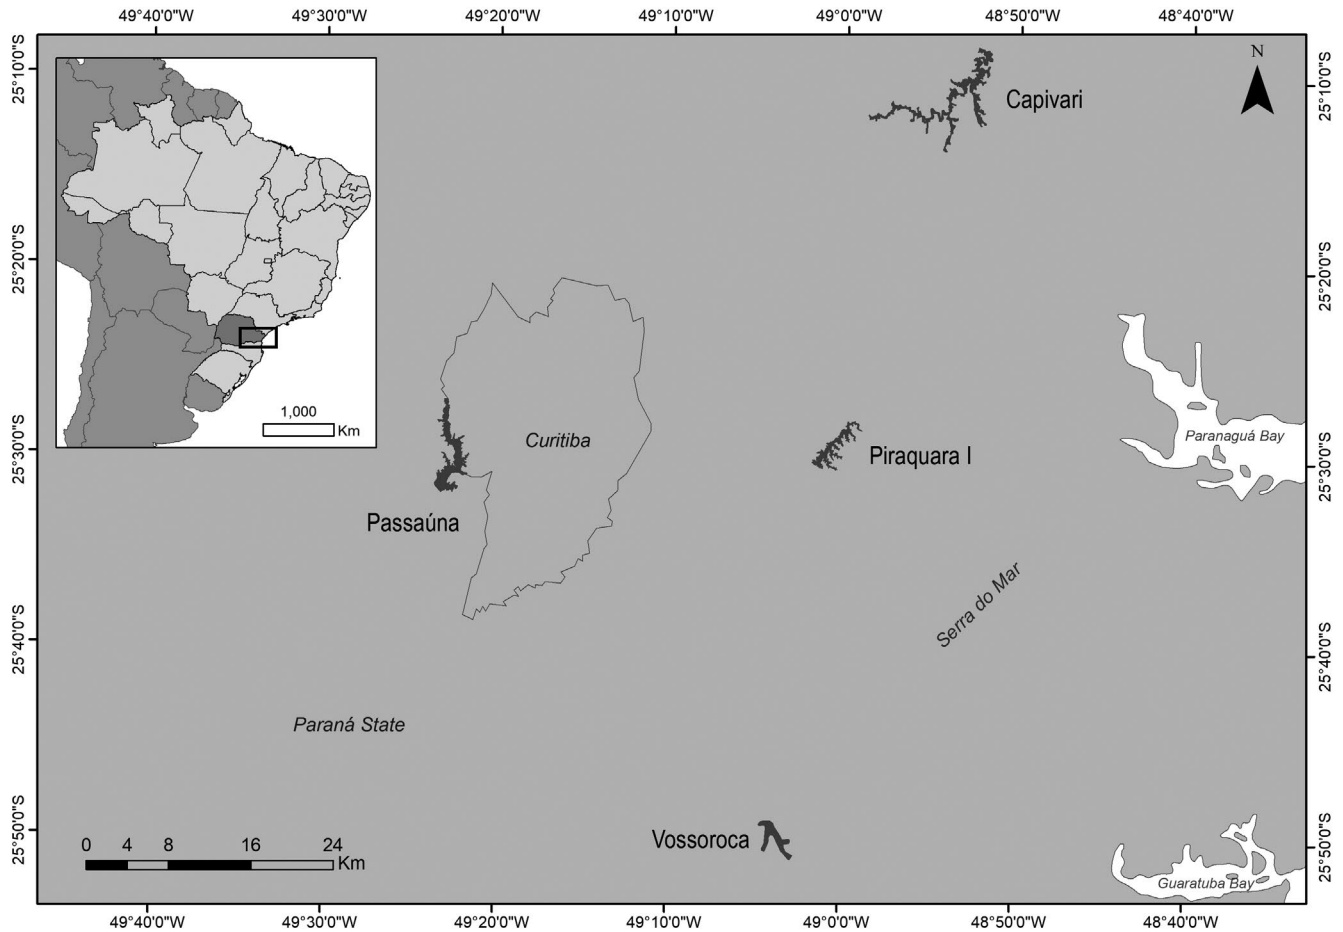 49°40'0"W 49°30'0"W 49°20'0"W 49°10'0"W 49°0'0"W 48°50'0"W 48°40'0"W
N
25°10'0"S
25°10'0"S
Capivari
25°20'0"S
25°20'0"S
1,000
Km
Curitiba
Paranaguá Bay
25°30'0"S
Piraquara I
25°30'0"S
Passaúna
Serra do Mar
25°40'0"S
25°40'0"S
Paraná State
25°50'0"S
0 4 8 16 24
Km
Vossoroca
25°50'0"S
Guaratuba Bay
49°40'0"W 49°30'0"W 49°20'0"W 49°10'0"W 49°0'0"W 48°50'0"W 48°40'0"W